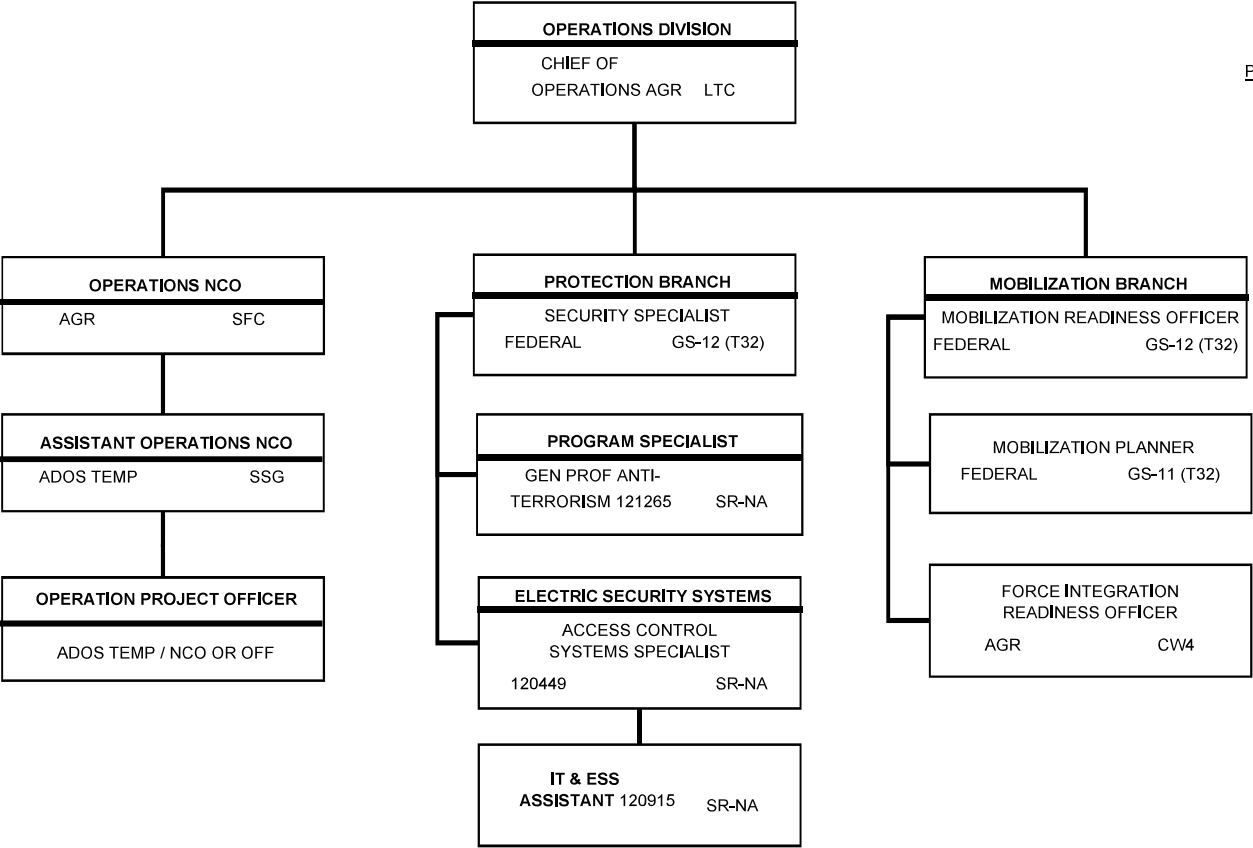 OPERATIONS DIVISION
CHIEF OF
OPERATIONS AGR LTC
P
OPERATIONS NCO
AGR SFC
ASSISTANT OPERATIONS NCO
ADOS TEMP SSG
OPERATION PROJECT OFFICER
ADOS TEMP / NCO OR OFF
PROTECTION BRANCH
SECURITY SPECIALIST
FEDERAL GS-12 (T32)
PROGRAM SPECIALIST
GEN PROF ANTI-
TERRORISM 121265 SR-NA
ELECTRIC SECURITY SYSTEMS
ACCESS CONTROL
SYSTEMS SPECIALIST
120449 SR-NA
IT & ESS
ASSISTANT 120915 SR-NA
MOBILIZATION BRANCH
MOBILIZATION READINESS OFFICER
FEDERAL GS-12 (T32)
MOBILIZATION PLANNER
FEDERAL GS-11 (T32)
FORCE INTEGRATION
READINESS OFFICER
AGR CW4